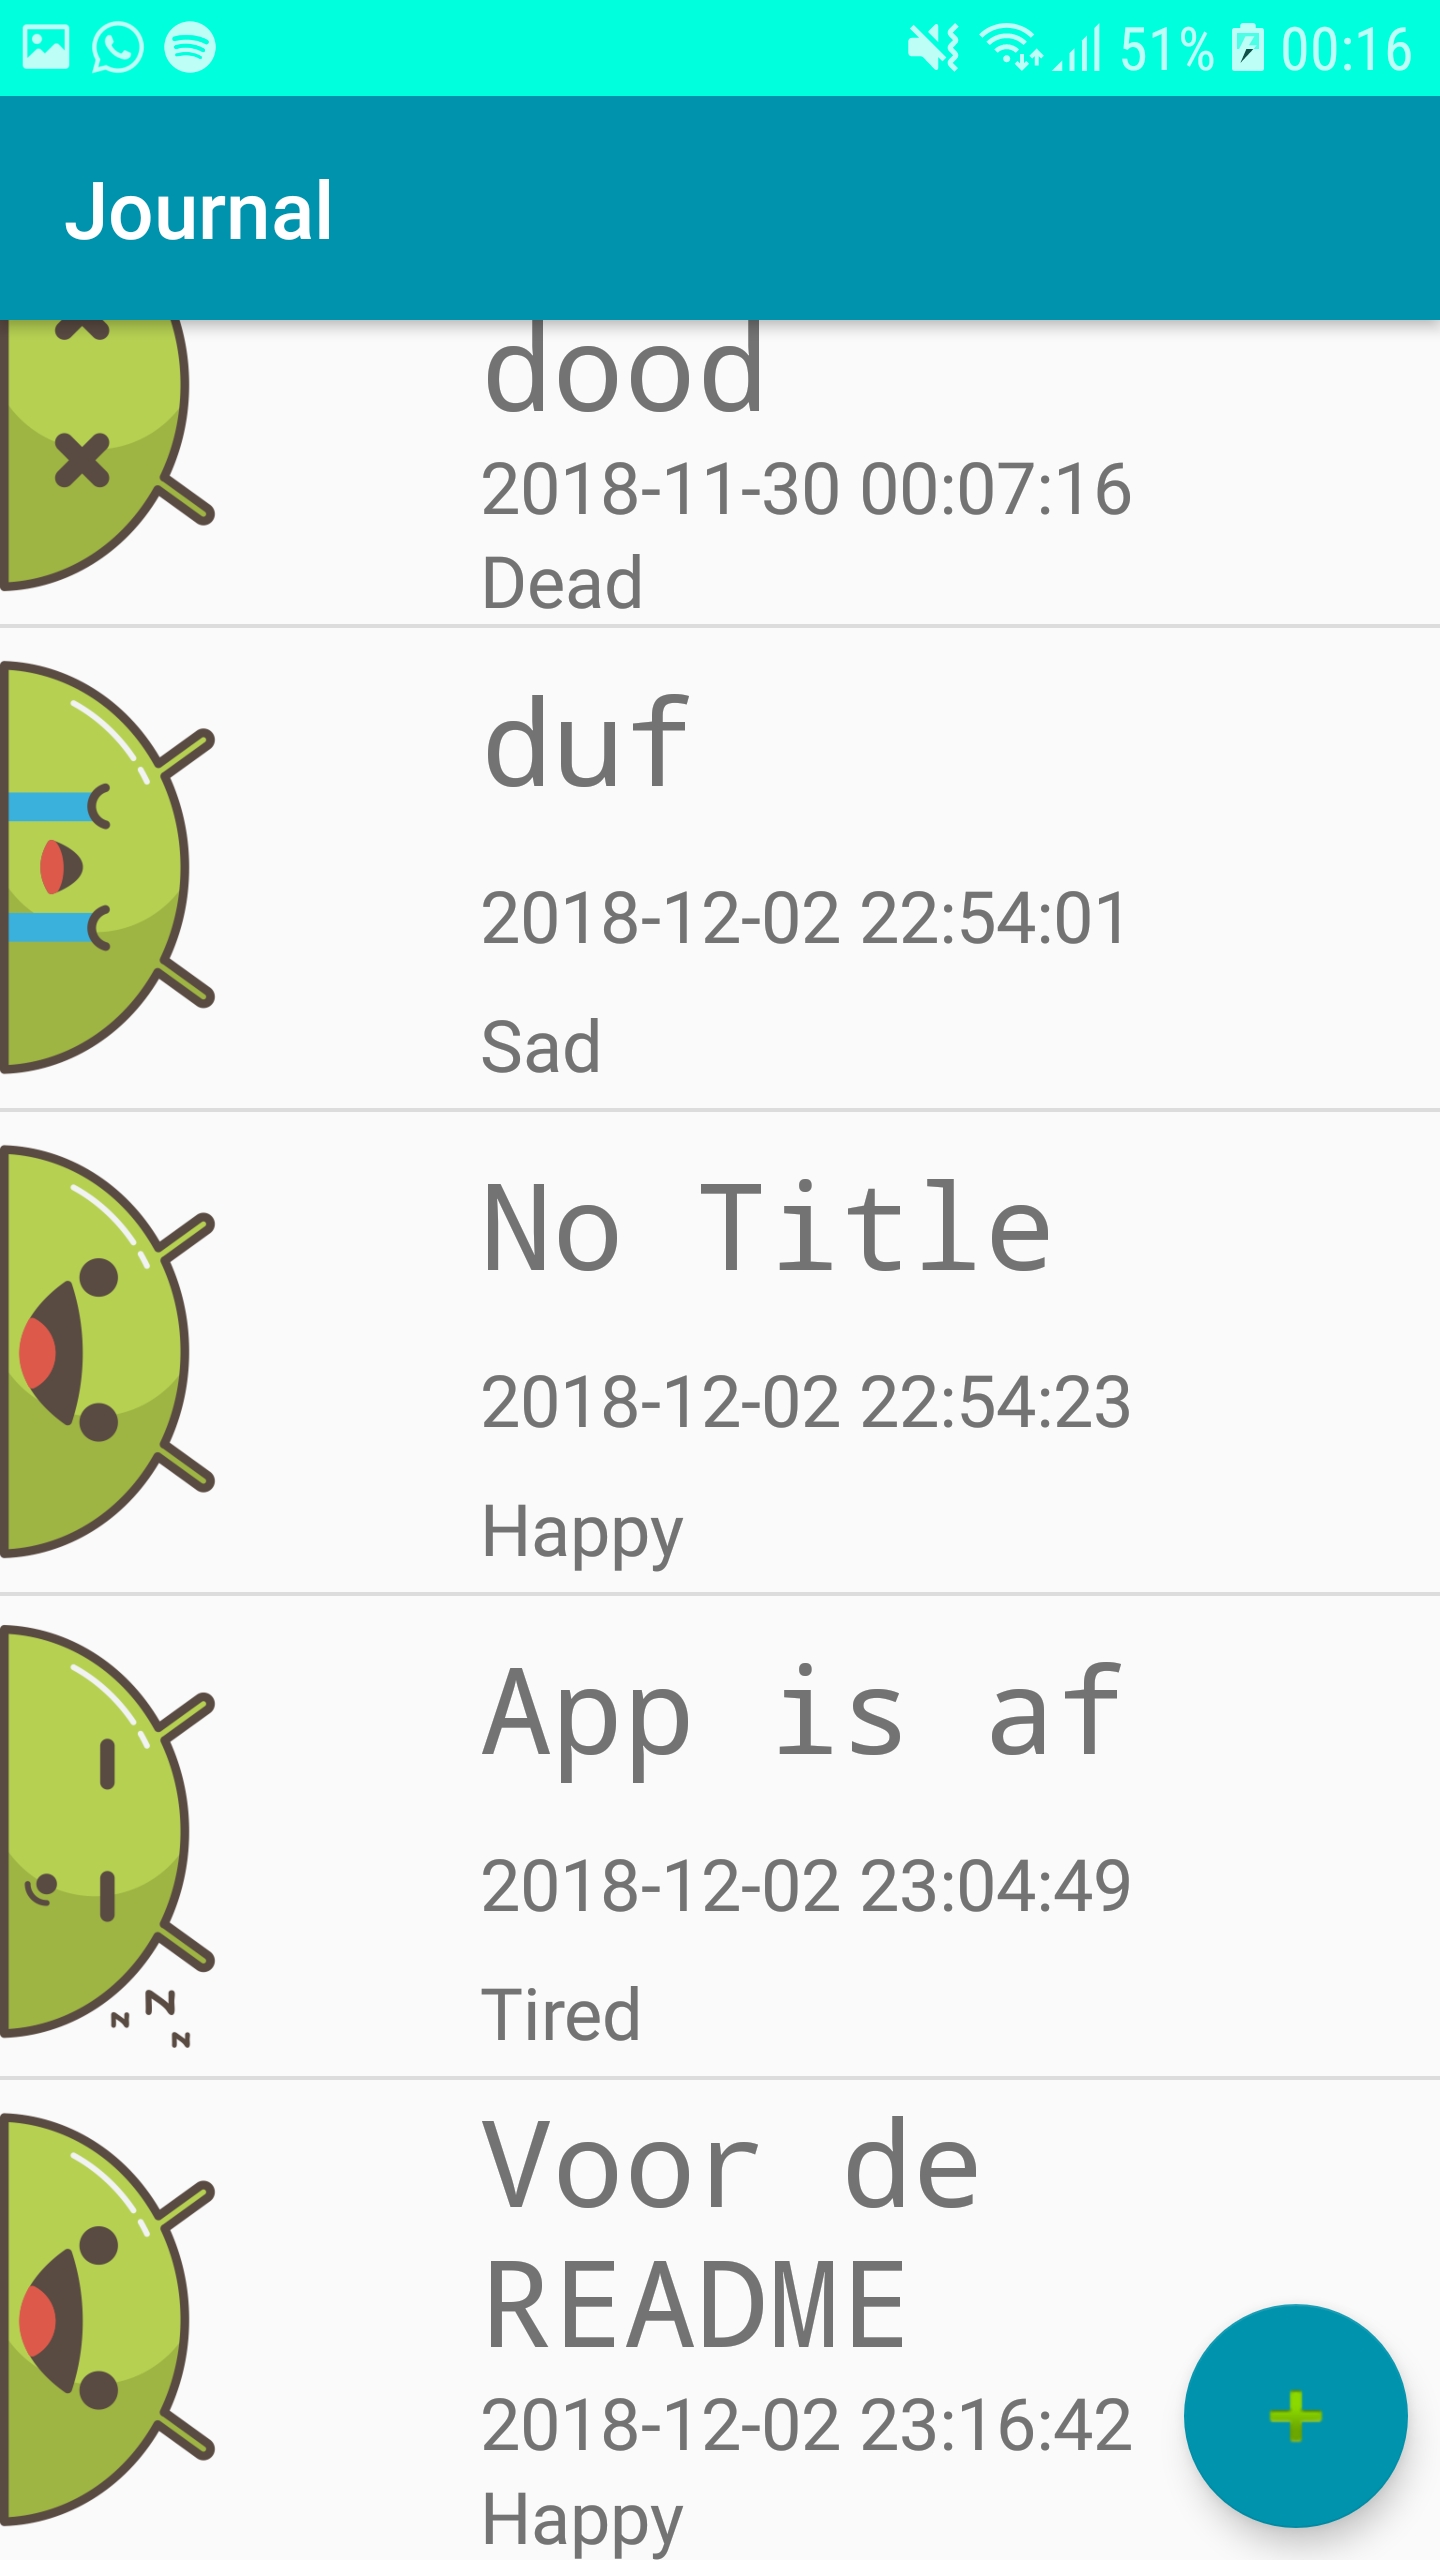 51% 00:16
Journal
dood
2018-11-30 00:07:16
Dead
duf
2018-12-02 22:54:01
Sad
No Title
2018-12-02 22:54:23
Happy
App is af
2018-12-02 23:04:49
Tired
z Z z
Voor de
README
2018-12-02 23:16:42
Happy